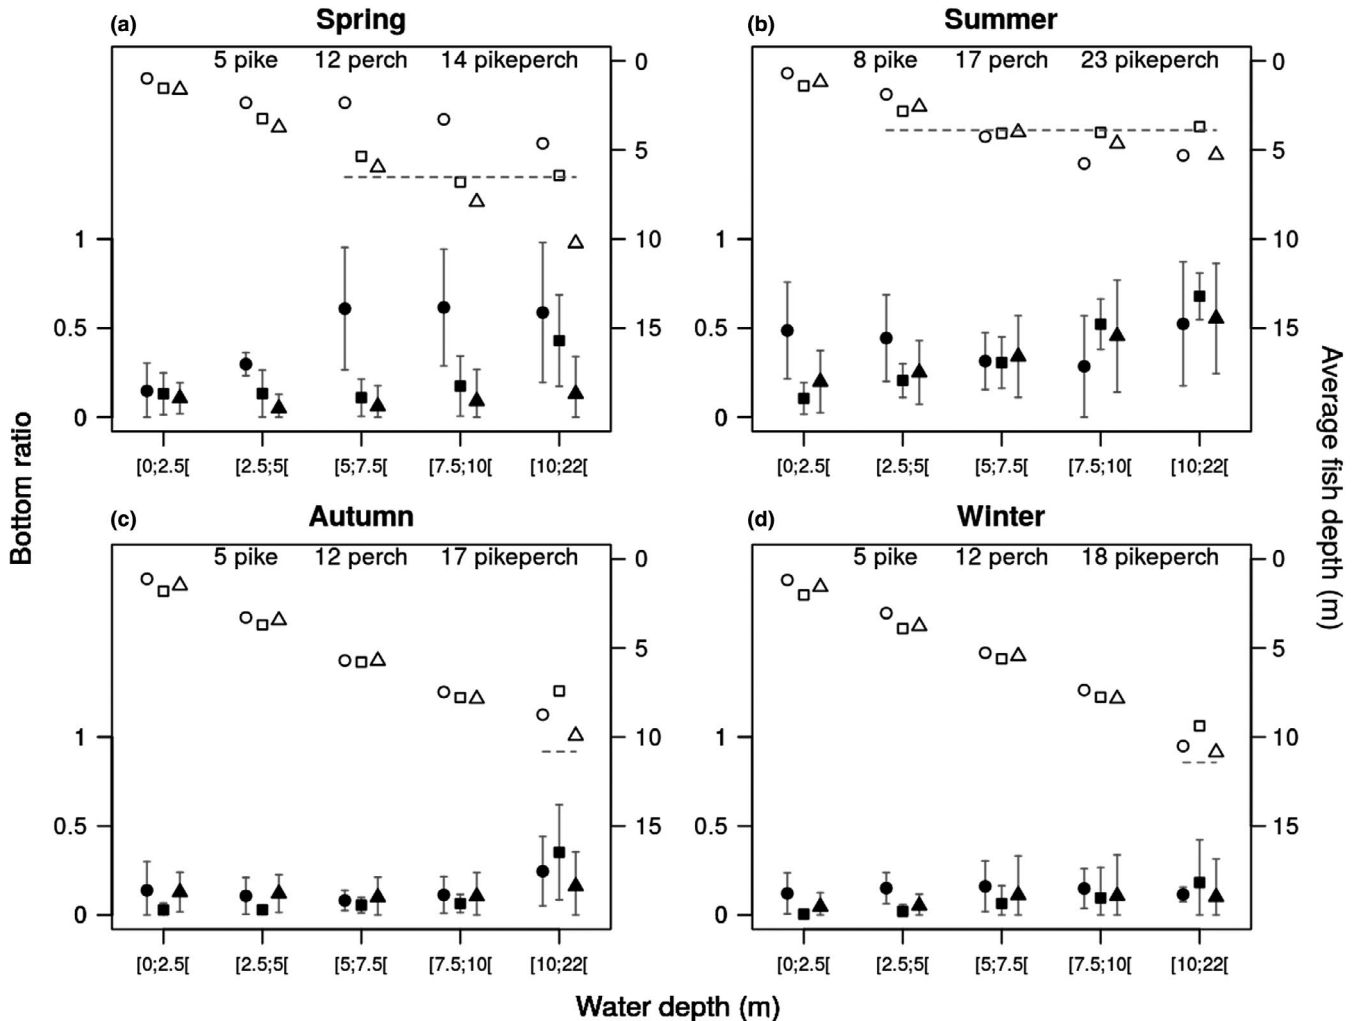 (a) Spring
5 pike 12 perch 14 pikeperch
0
5
10
15
1
0.5
0
[0;2.5[ [2.5;5[ [5;7.5[ [7.5;10[ [10;22[
(b) Summer
8 pike 17 perch 23 pikeperch
0
5
10
15
1
0.5
0
[0;2.5[ [2.5;5[ [5;7.5[ [7.5;10[ [10;22[
Bottom ratio
Average fish depth (m)
(c) Autumn
5 pike 12 perch 17 pikeperch
0
5
10
15
1
0.5
0
[0;2.5[ [2.5;5[ [5;7.5[ [7.5;10[ [10;22[
(d) Winter
5 pike 12 perch 18 pikeperch
0
5
10
15
1
0.5
0
[0;2.5[ [2.5;5[ [5;7.5[ [7.5;10[ [10;22[
Water depth (m)